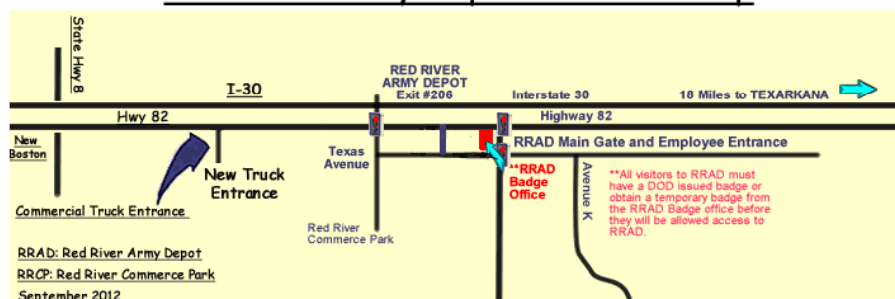 State Hwy 8
I-30
RED RIVER
ARMY DEPOT
Exit #206
Interstate 30
18 Miles to TEXARKANA
Hwy 82
Highway 82
New
Boston
Texas
Avenue
RRAD Main Gate and Employee Entrance
New Truck
Entrance
**RRAD
Badge
Office
Avenue K
**All visitors to RRAD must
have a DOD issued badge or
obtain a temporary badge from
the RRAD Badge office before
they will be allowed access to
RRAD.
Commercial Truck Entrance
Red River
Commerce Park
RRAD: Red River Army Depot
RRCP: Red River Commerce Park
September 2012